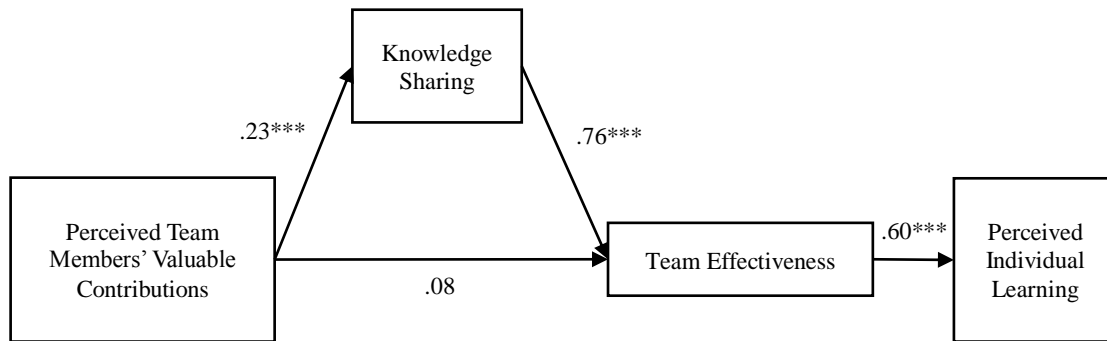 Knowledge
Sharing
.23***
.76***
Perceived Team
Members’ Valuable
Contributions
.08
Team Effectiveness
.60***
Perceived
Individual
Learning